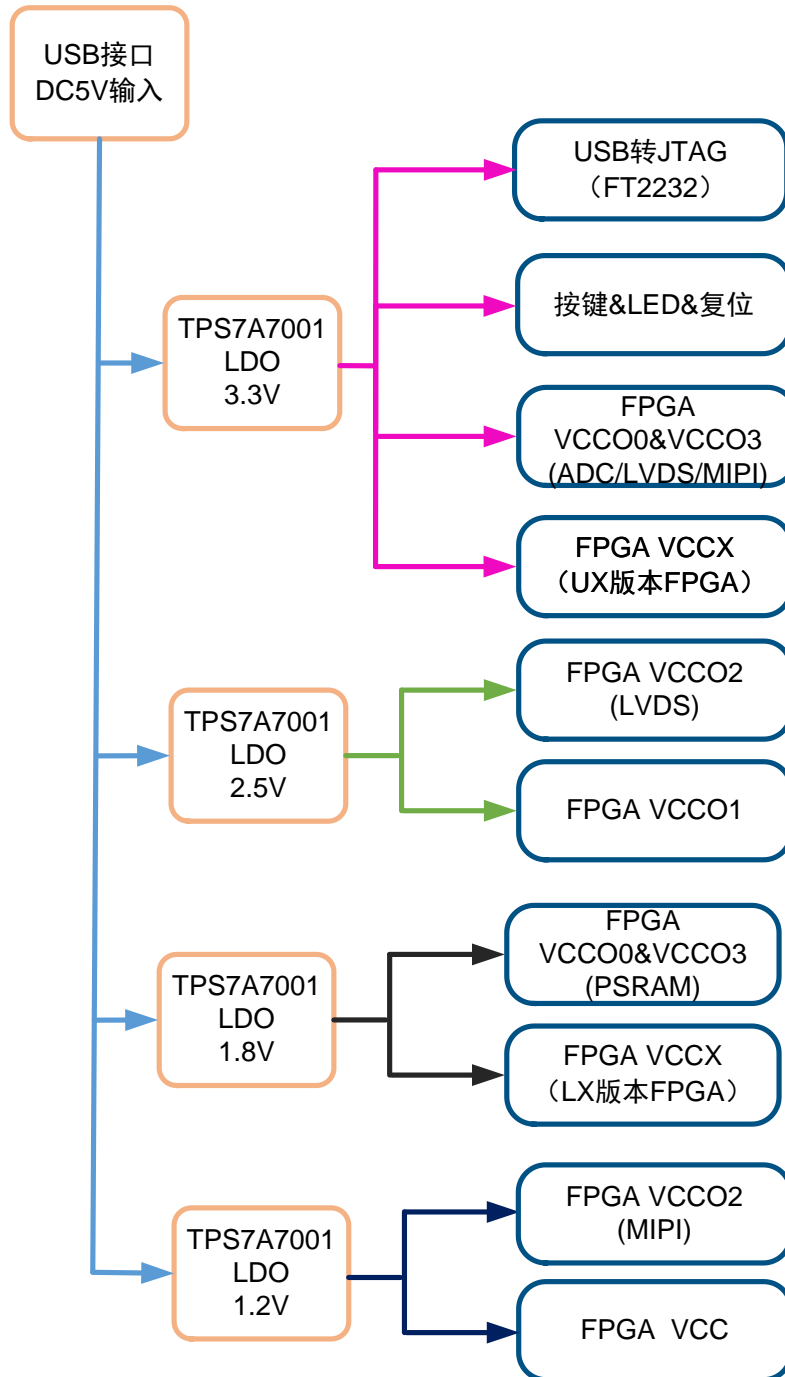 USB接口
DC5V输入
USB转JTAG
（FT2232）
按键&LED&复位
TPS7A7001
LDO
3.3V
FPGA
VCCO0&VCCO3
(ADC/LVDS/MIPI)
FPGA VCCX
（UX版本FPGA）
FPGA VCCO2
(LVDS)
TPS7A7001
LDO
2.5V
FPGA VCCO1
FPGA
VCCO0&VCCO3
(PSRAM)
TPS7A7001
LDO
1.8V
FPGA VCCX
（LX版本FPGA）
FPGA VCCO2
(MIPI)
TPS7A7001
LDO
1.2V
FPGA VCC